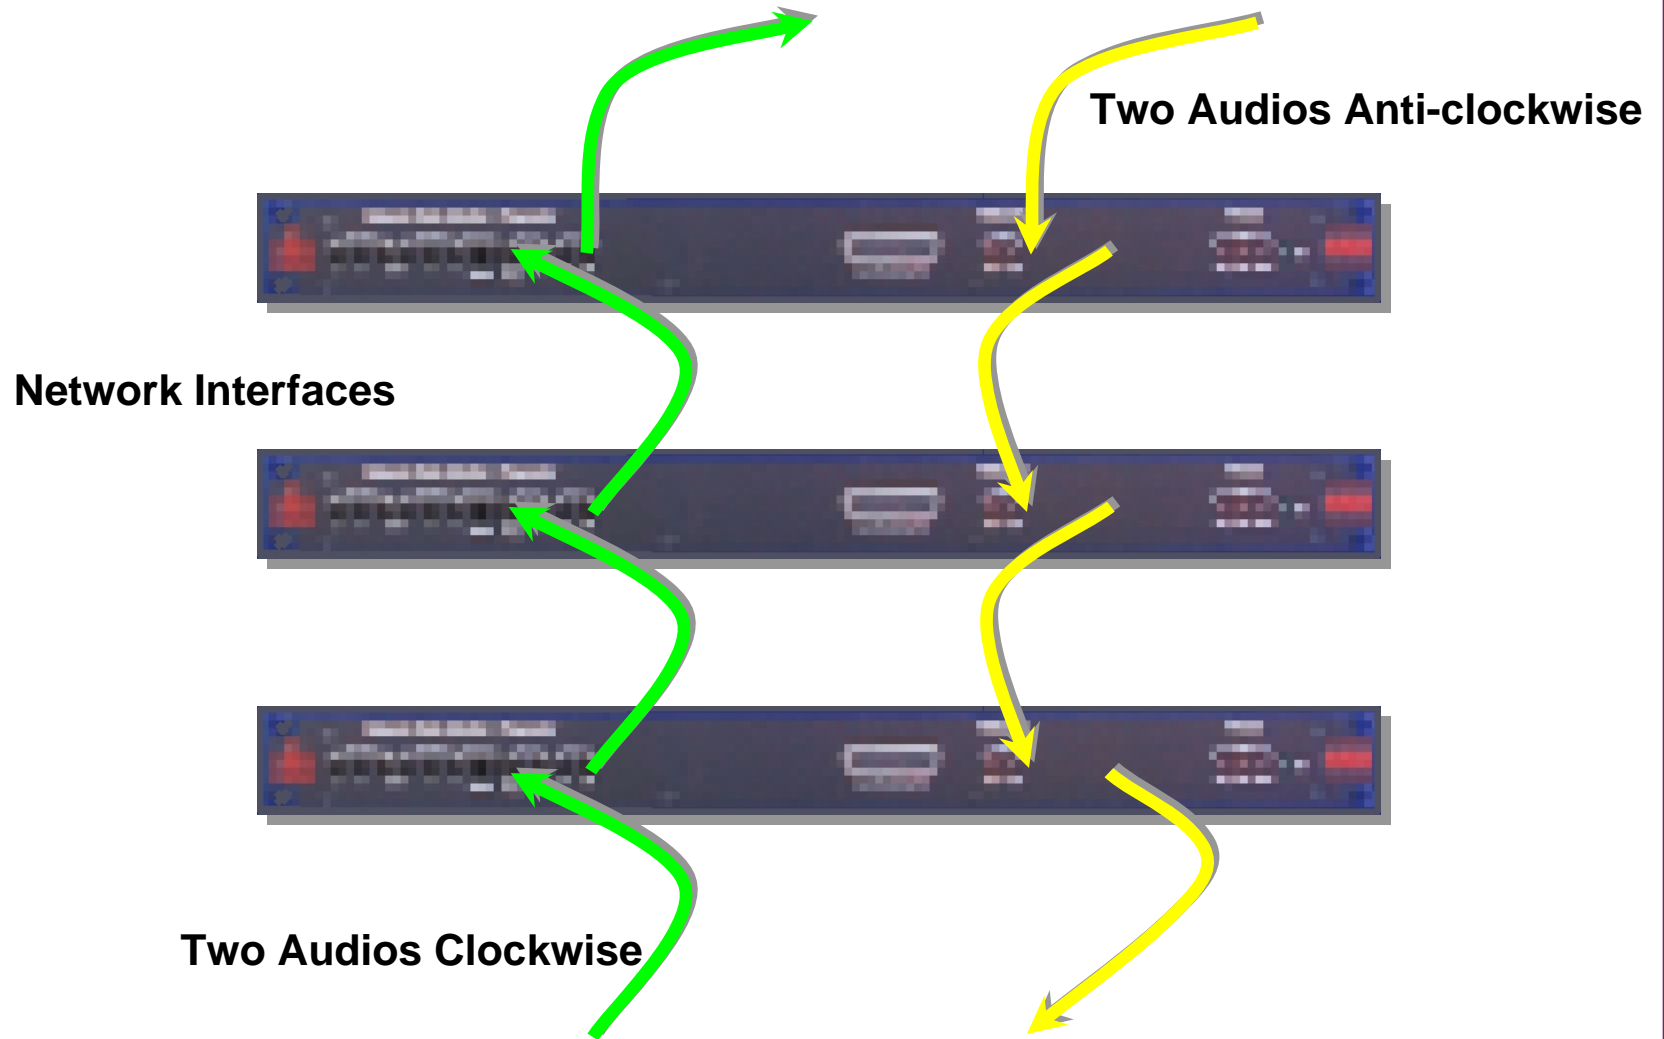 Two Audios Anti-clockwise
Network Interfaces
Two Audios Clockwise